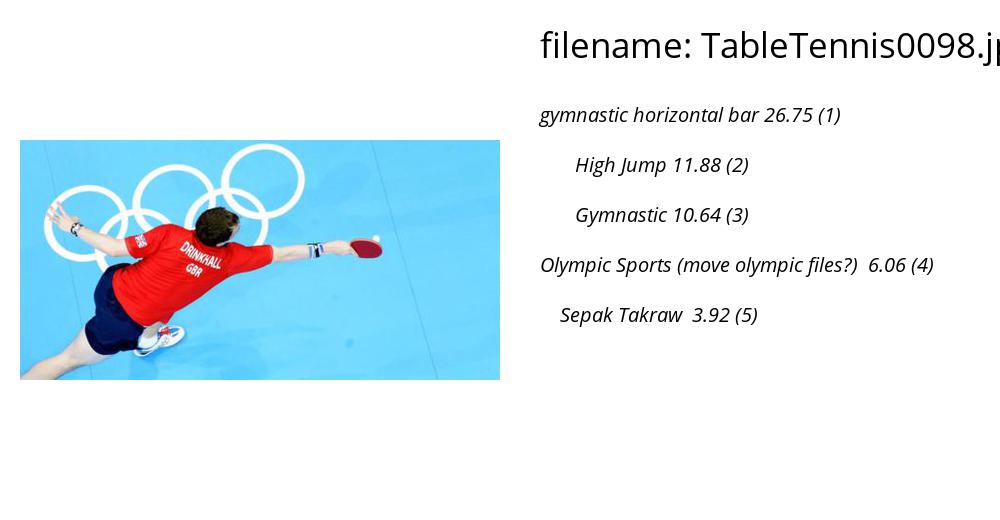 filename: TableTennis0098.jp
gymnastic horizontal bar 26.75 (1)
High Jump 11.88 (2)
Gymnastic 10.64 (3)
Olympic Sports (move olympic files?) 6.06 (4)
Sepak Takraw 3.92 (5)
DRINKHALL
GBR